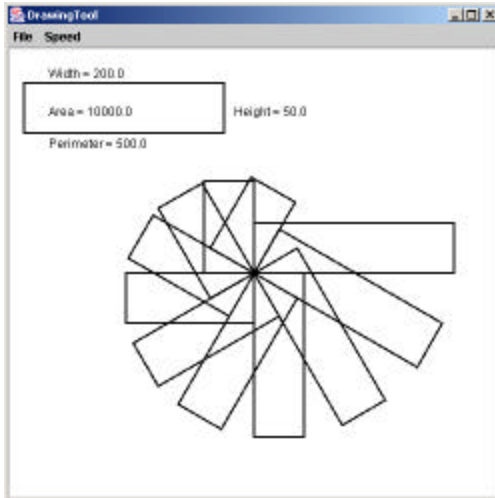 DrawingTool
File Speed
Width = 200.0
Area = 10000.0 Height = 50.0
Perimeter = 500.0